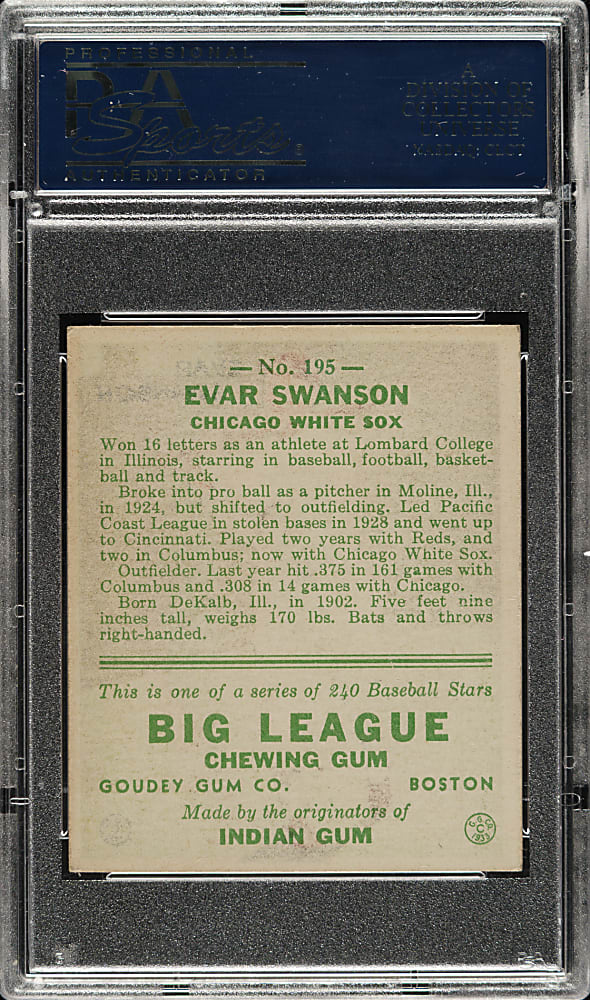 PROFESSIONAL
PSA
Sports
AUTHENTICATOR
A
DIVISION OF
COLLECTORS
UNIVERSE
NASDAQ: CLCT
— No. 195 —
EVAR SWANSON
CHICAGO WHITE SOX
Won 16 letters as an athlete at Lombard College
in Illinois, starring in baseball, football, basket-
ball and track.
Broke into pro ball as a pitcher in Moline, Ill.,
in 1924, but shifted to outfielding. Led Pacific
Coast League in stolen bases in 1928 and went up
to Cincinnati. Played two years with Reds, and
two in Columbus; now with Chicago White Sox.
Outfielder. Last year hit .375 in 161 games with
Columbus and .308 in 14 games with Chicago.
Born DeKalb, Ill., in 1902. Five feet nine
inches tall, weighs 170 lbs. Bats and throws
right-handed.
This is one of a series of 240 Baseball Stars
BIG LEAGUE
CHEWING GUM
GOUDEY GUM CO. BOSTON
Made by the originators of
INDIAN GUM
G. G. CO.
C
1933